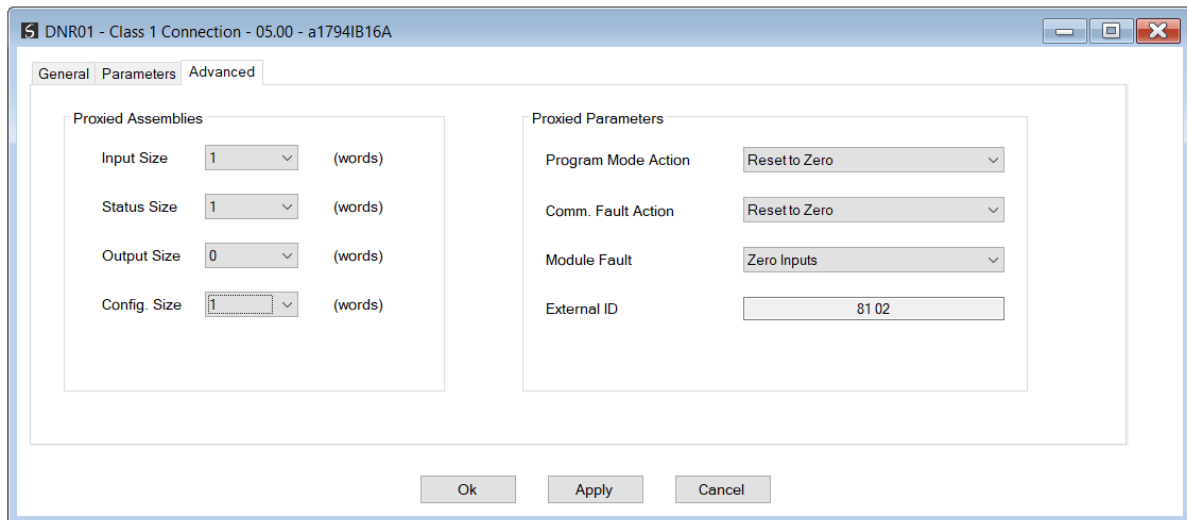 DNR01 - Class 1 Connection - 05.00 - a1794IB16A
General Parameters Advanced
Proxied Assemblies
Input Size 1 (words)
Status Size 1 (words)
Output Size 0 (words)
Config. Size 1 (words)
Proxied Parameters
Program Mode Action Reset to Zero
Comm. Fault Action Reset to Zero
Module Fault Zero Inputs
External ID 81 02
Ok Apply Cancel